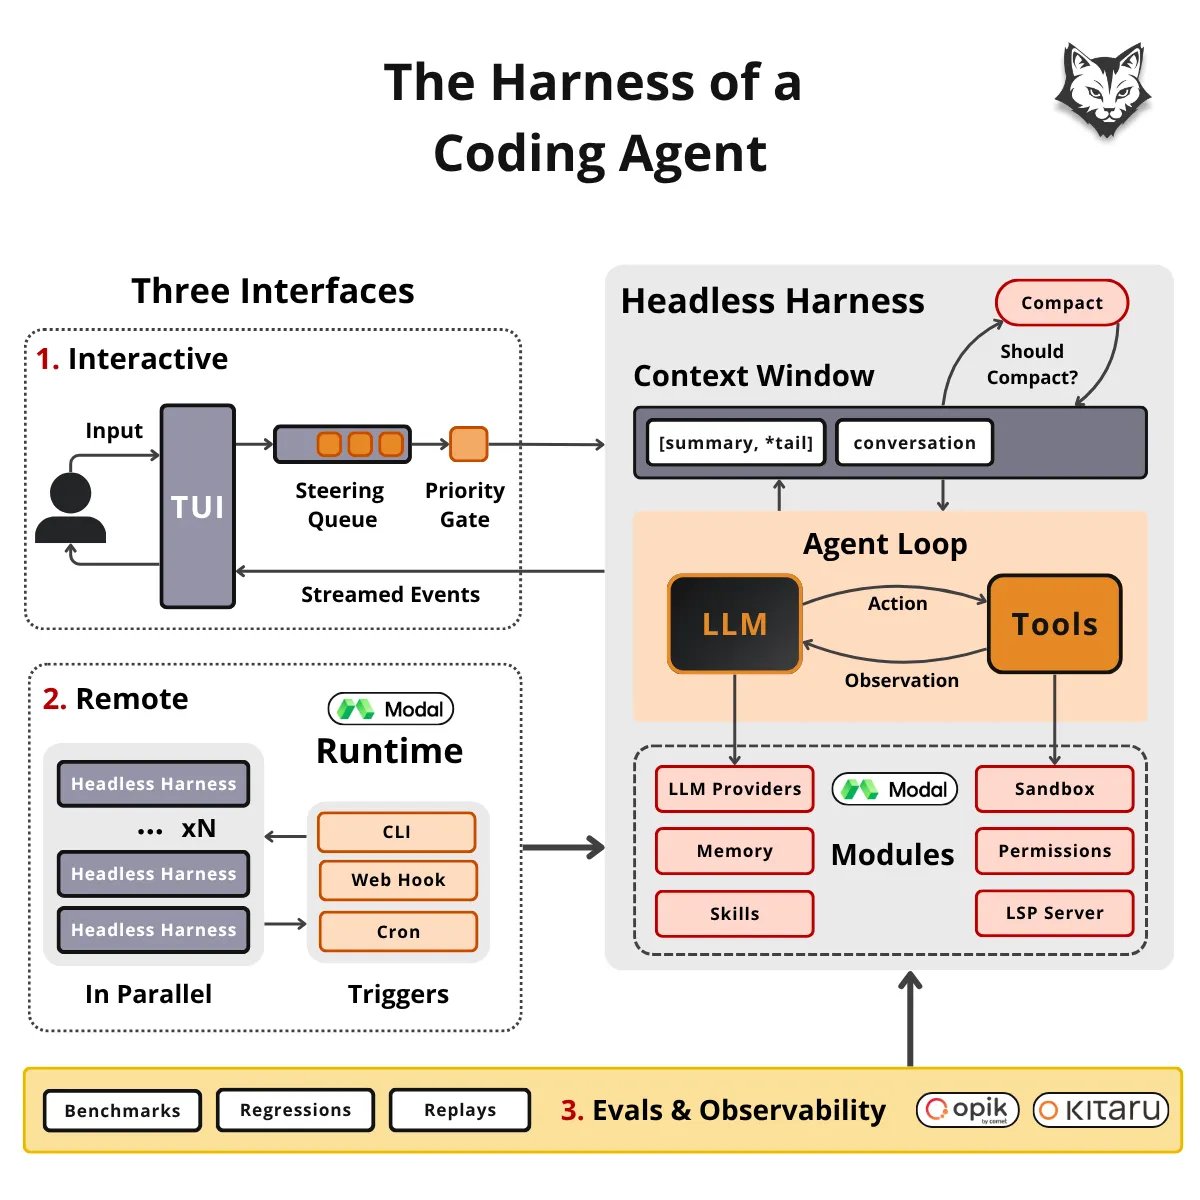 The Harness of a
Coding Agent
Three Interfaces
1. Interactive
Input
TUI
Steering
Queue
Priority
Gate
Streamed Events
2. Remote
Modal
Runtime
Headless Harness
... xN
Headless Harness
Headless Harness
In Parallel
CLI
Web Hook
Cron
Triggers
Headless Harness
Compact
Should
Compact?
Context Window
[summary, *tail]
conversation
Agent Loop
LLM
Action
Tools
Observation
LLM Providers
Memory
Skills
Modal
Modules
Sandbox
Permissions
LSP Server
Benchmarks
Regressions
Replays
3. Evals & Observability
opik
by comet
KITARU